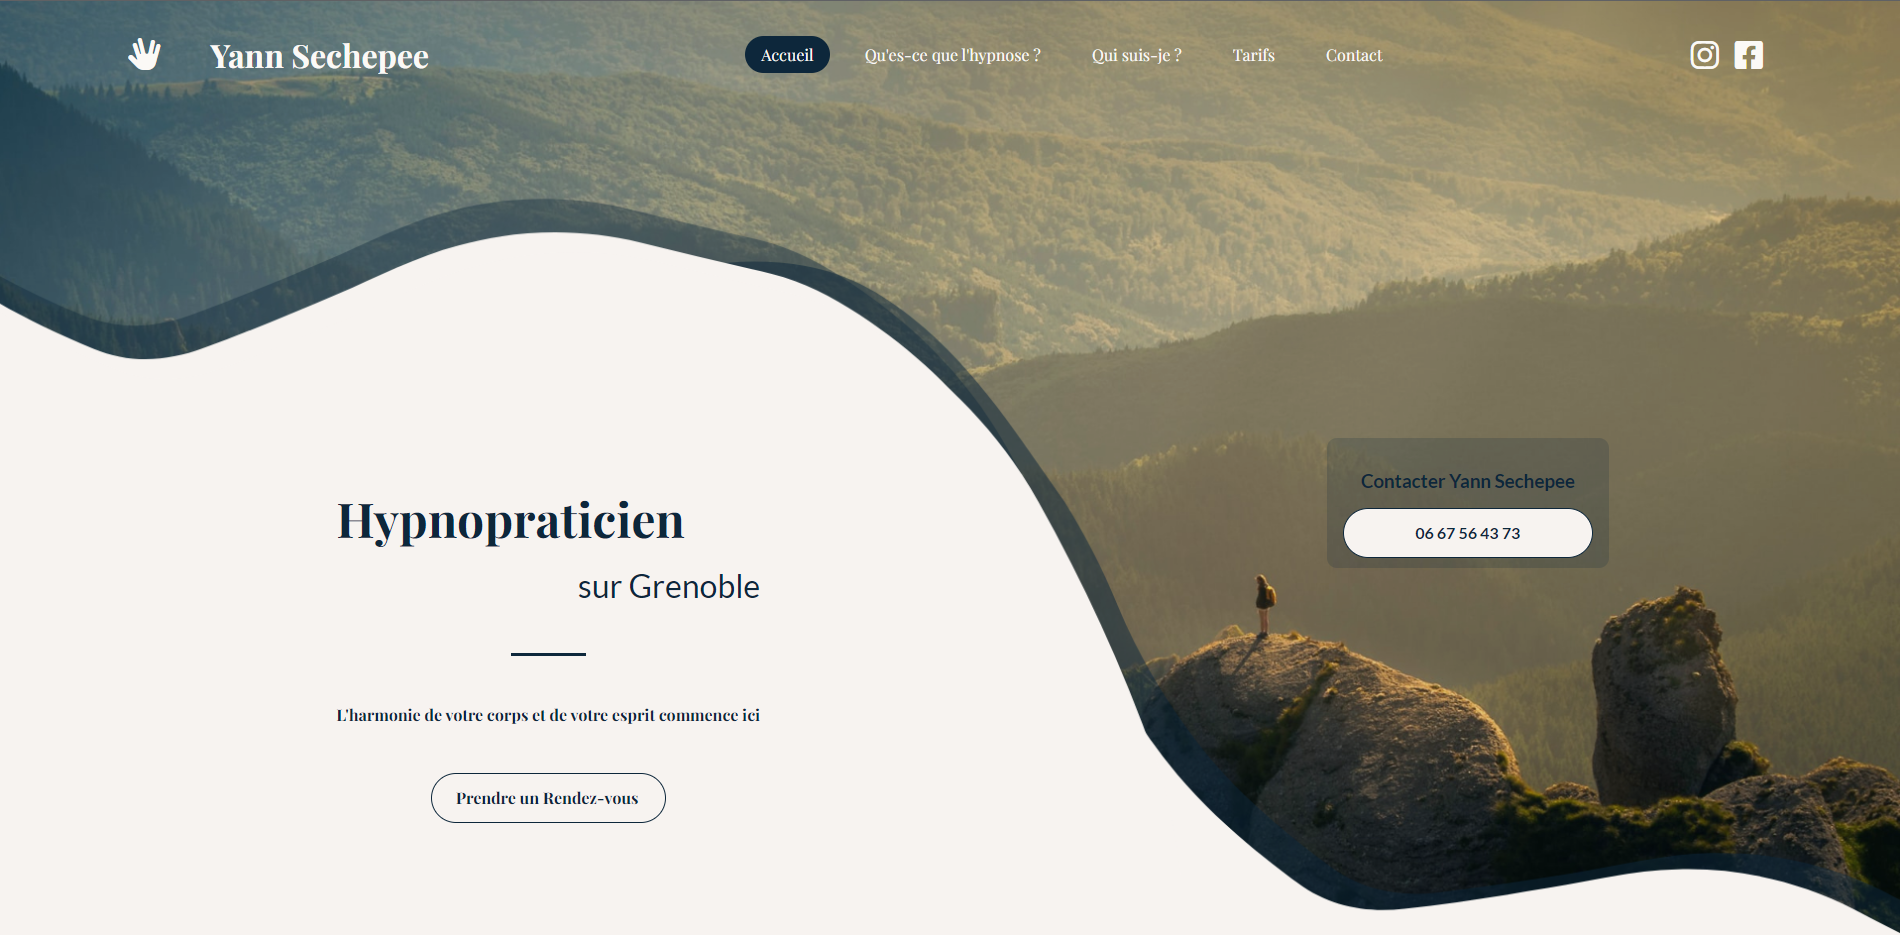 Yann Sechepee
Accueil
Qu'es-ce que l'hypnose ?
Qui suis-je ?
Tarifs
Contact
Hypnopraticien
sur Grenoble
L'harmonie de votre corps et de votre esprit commence ici
Prendre un Rendez-vous
Contacter Yann Sechepee
06 67 56 43 73